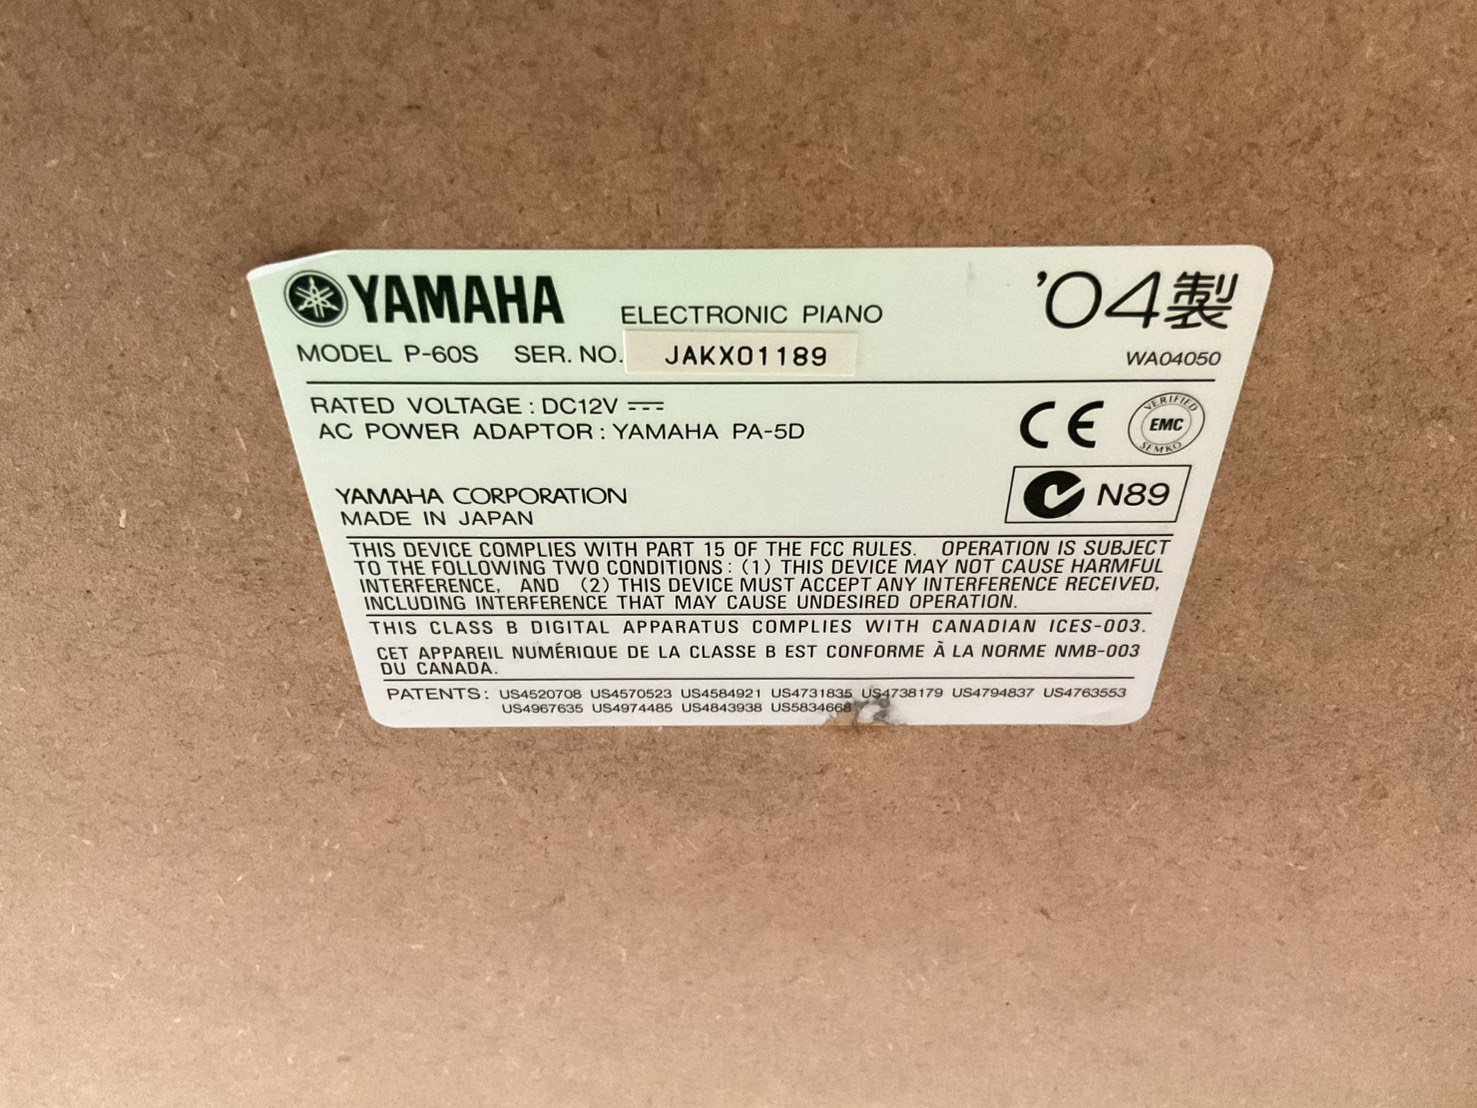 YAMAHA ELECTRONIC PIANO '04製
MODEL P-60S SER. NO. JAKX01189 WA04050
RATED VOLTAGE : DC12V
AC POWER ADAPTOR : YAMAHA PA-5D
CE VERIFIED EMC SEMKO
YAMAHA CORPORATION N89
MADE IN JAPAN
THIS DEVICE COMPLIES WITH PART 15 OF THE FCC RULES. OPERATION IS SUBJECT
TO THE FOLLOWING TWO CONDITIONS : (1) THIS DEVICE MAY NOT CAUSE HARMFUL
INTERFERENCE, AND (2) THIS DEVICE MUST ACCEPT ANY INTERFERENCE RECEIVED,
INCLUDING INTERFERENCE THAT MAY CAUSE UNDESIRED OPERATION.
THIS CLASS B DIGITAL APPARATUS COMPLIES WITH CANADIAN ICES-003.
CET APPAREIL NUMÉRIQUE DE LA CLASSE B EST CONFORME À LA NORME NMB-003
DU CANADA.
PATENTS : US4520708 US4570523 US4584921 US4731835 US4738179 US4794837 US4763553
US4967635 US4974485 US4843938 US5834668